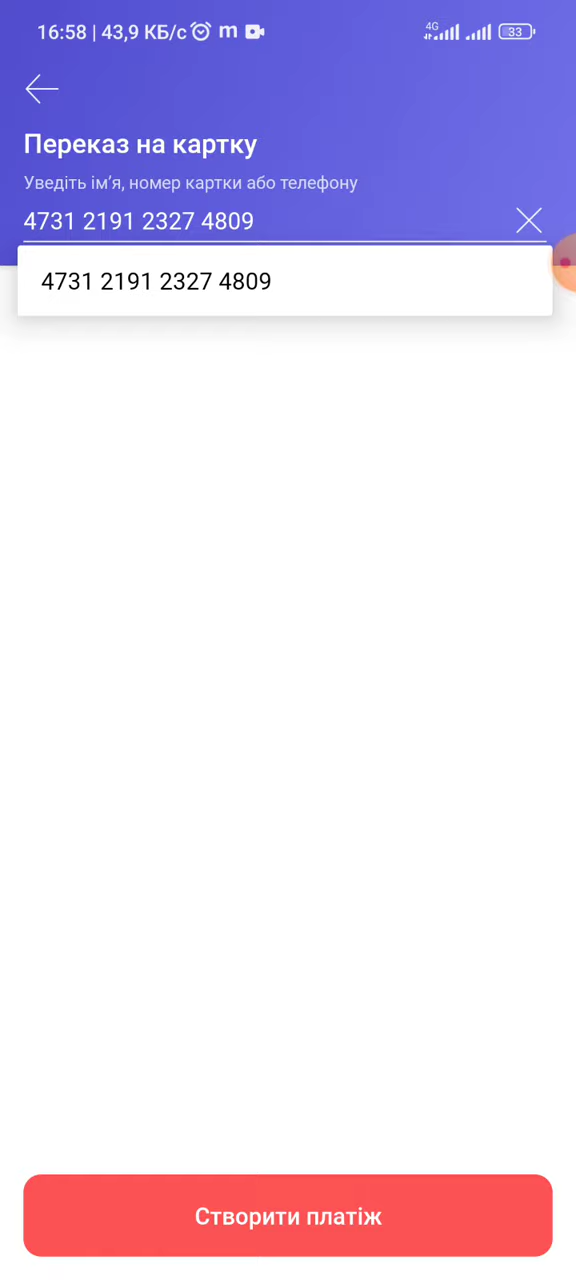 16:58 | 43,9 КБ/с m 4G 33
Переказ на картку
Уведіть ім’я, номер картки або телефону
4731 2191 2327 4809
4731 2191 2327 4809
Створити платіж